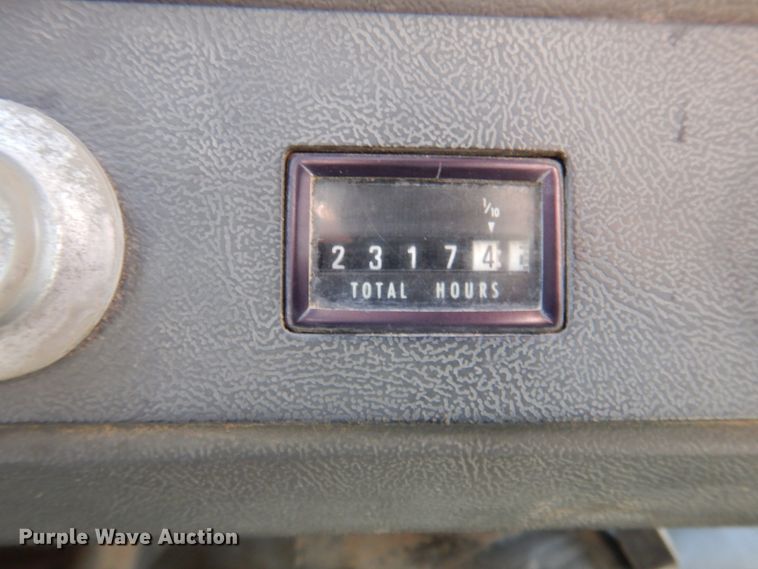 1/10
2 3 1 7 4
TOTAL HOURS
Purple Wave Auction